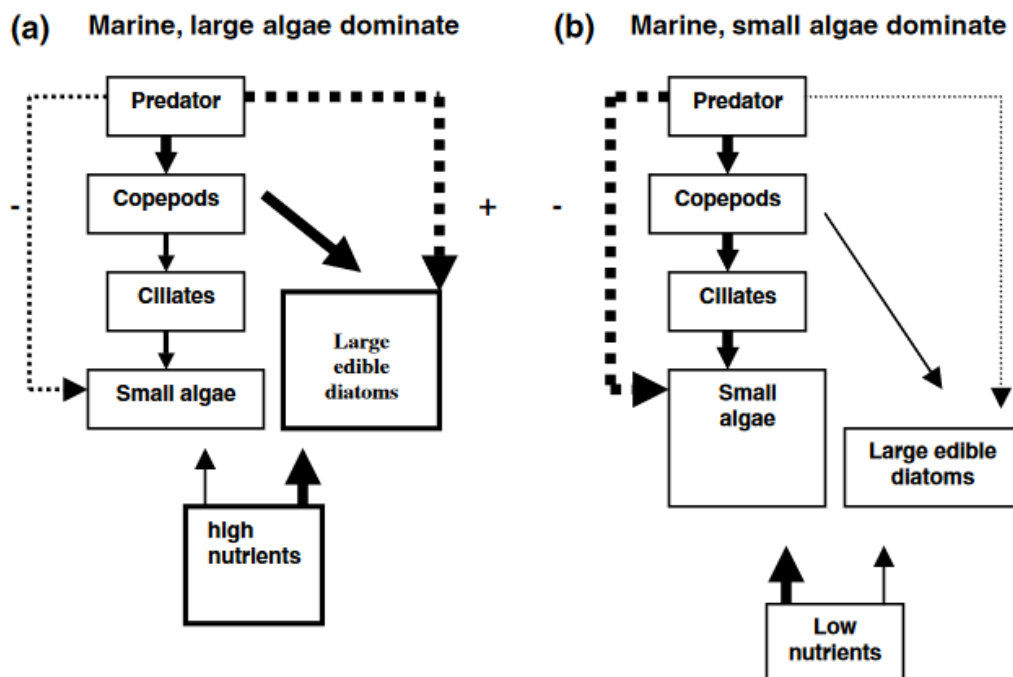 (a) Marine, large algae dominate
Predator
-
Copepods
+
Ciliates
Large
edible
diatoms
Small algae
high
nutrients
(b) Marine, small algae dominate
Predator
-
Copepods
Ciliates
Small
algae
Large edible
diatoms
Low
nutrients